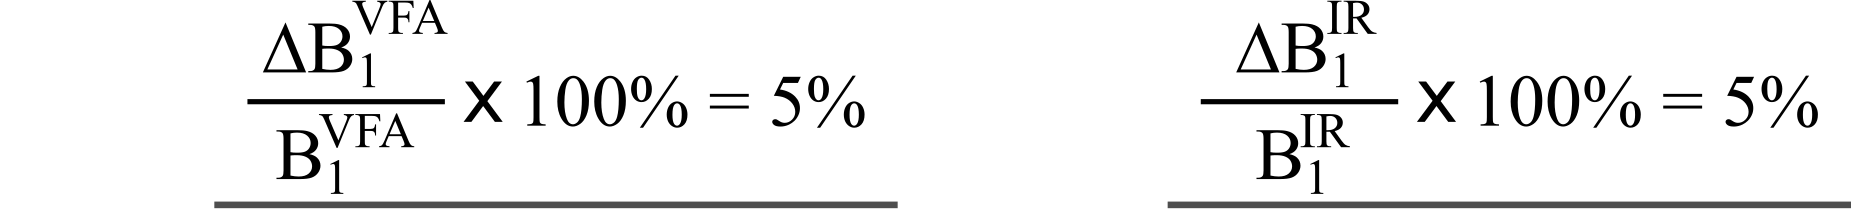 ΔB₁^VFA / B₁^VFA x 100% = 5%
ΔB₁^IR / B₁^IR x 100% = 5%